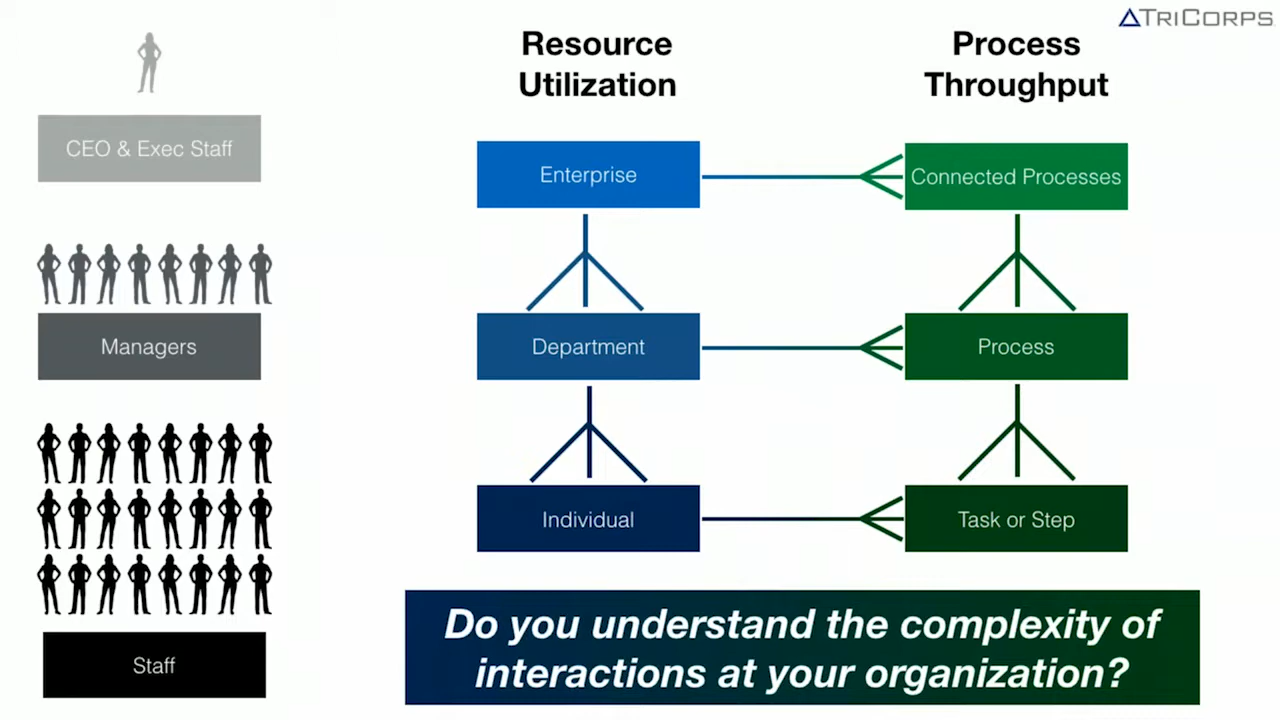 TRICORPS
Resource
Utilization
Process
Throughput
CEO & Exec Staff
Enterprise
Connected Processes
Managers
Department
Process
Individual
Task or Step
Staff
Do you understand the complexity of
interactions at your organization?